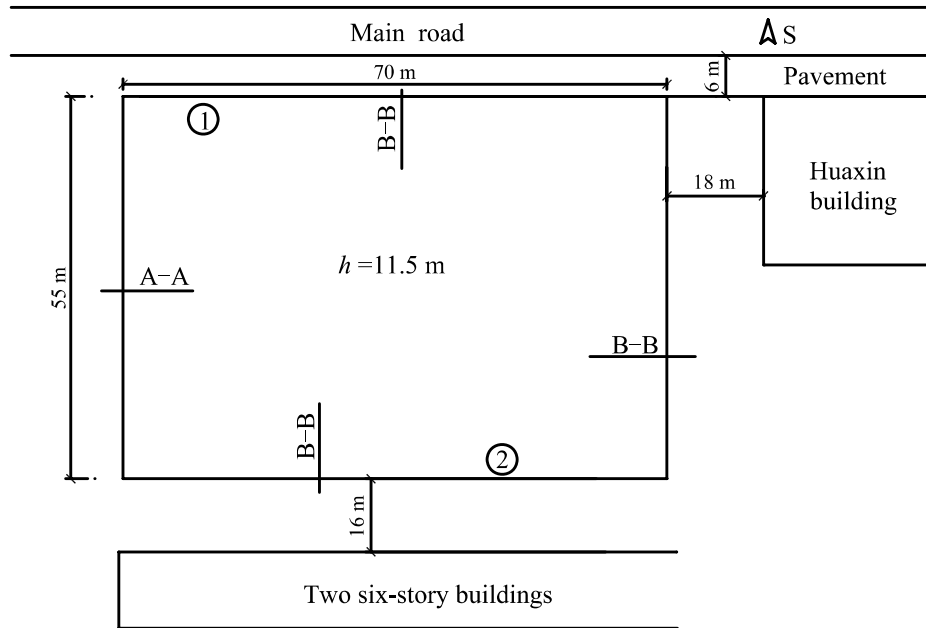 Main road
S
70 m
6 m
Pavement
1
B-B
Huaxin
building
18 m
h =11.5 m
A-A
55 m
B-B
B-B
2
16 m
Two six-story buildings